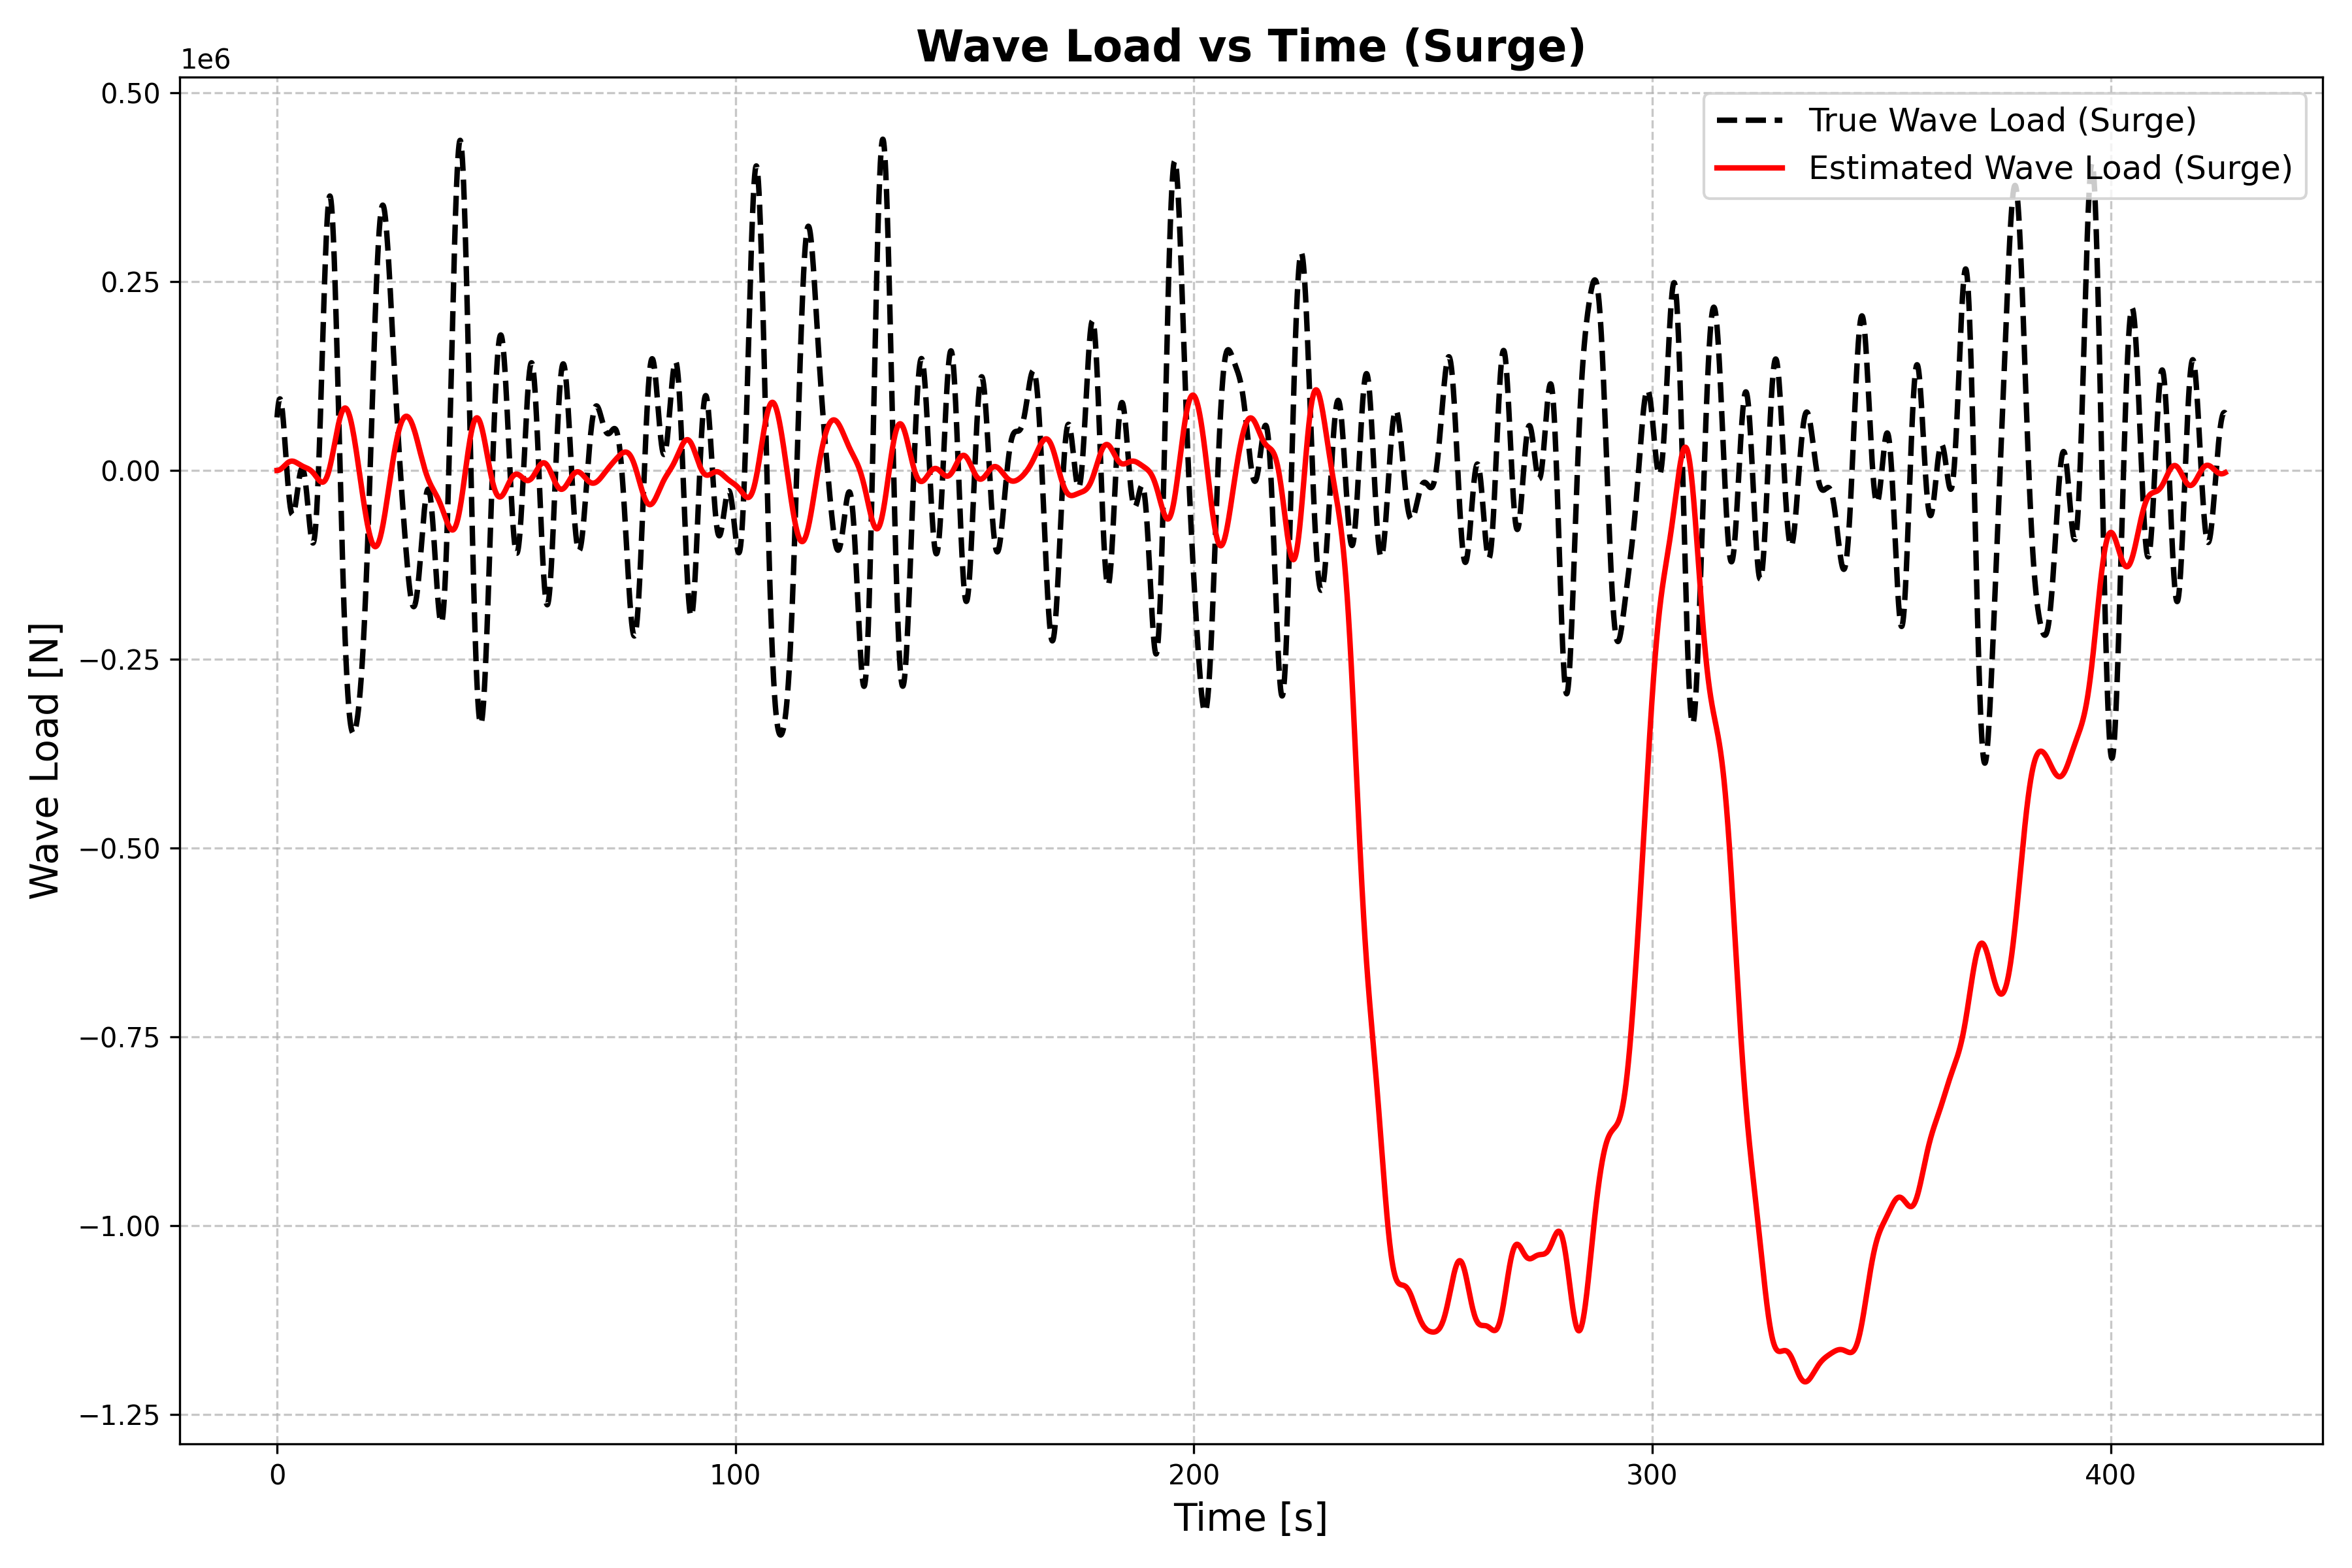 Wave Load vs Time (Surge)
1e6
0.50
0.25
0.00
−0.25
−0.50
−0.75
−1.00
−1.25
Wave Load [N]
True Wave Load (Surge)
Estimated Wave Load (Surge)
0
100
200
300
400
Time [s]